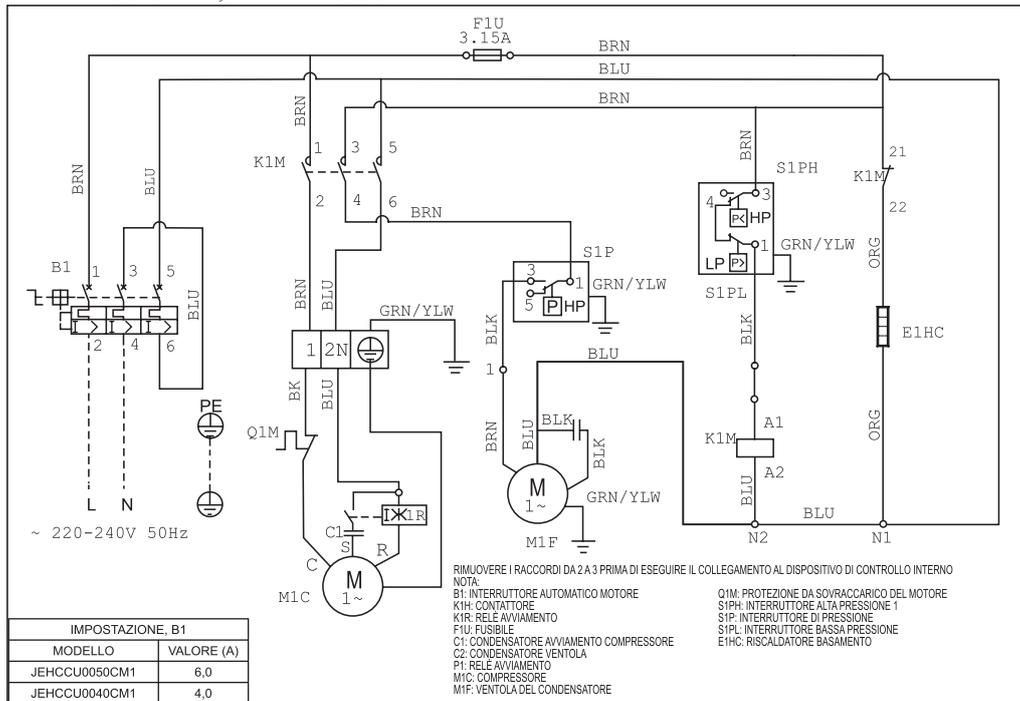 F1U
3.15A
BRN
BLU
BRN
BRN
BLU
BRN
BRN
1 3 5
K1M
2 4 6
BRN
S1PH
21
K1M
22
4 3
P< HP
1
LP P>
GRN/YLW
S1PL
ORG
B1
1 3 5
BLU
2 4 6
BRN
BLU
GRN/YLW
S1P
3 1
5
P HP
GRN/YLW
1 2N
BLK
BLU
BLK
E1HC
PE
BK
BLU
1
Q1M
BRN
BLU
BLK
BLK
K1M
A1
A2
ORG
L N
~ 220-240V 50Hz
M
1~
GRN/YLW
M1F
BLU
BLU
N2 N1
1R
C1
S R
C
M
1~
M1C
RIMUOVERE I RACCORDI DA 2 A 3 PRIMA DI ESEGUIRE IL COLLEGAMENTO AL DISPOSITIVO DI CONTROLLO INTERNO
NOTA:
B1: INTERRUTTORE AUTOMATICO MOTORE
K1H: CONTATTORE
K1R: RELÈ AVVIAMENTO
F1U: FUSIBILE
C1: CONDENSATORE AVVIAMENTO COMPRESSORE
C2: CONDENSATORE VENTOLA
P1: RELÈ AVVIAMENTO
M1C: COMPRESSORE
M1F: VENTOLA DEL CONDENSATORE
Q1M: PROTEZIONE DA SOVRACCARICO DEL MOTORE
S1PH: INTERRUTTORE ALTA PRESSIONE 1
S1P: INTERRUTTORE DI PRESSIONE
S1PL: INTERRUTTORE BASSA PRESSIONE
E1HC: RISCALDATORE BASAMENTO
IMPOSTAZIONE, B1
MODELLO VALORE (A)
JEHCCU0050CM1 6,0
JEHCCU0040CM1 4,0